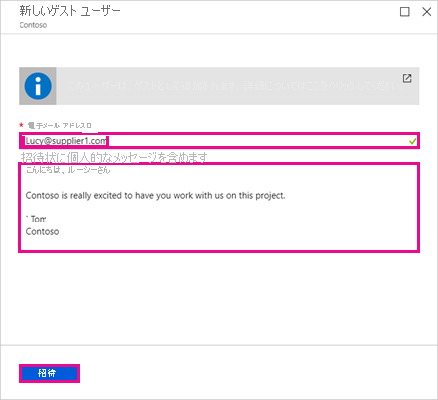 新しいゲスト ユーザー
Contoso
* 電子メール アドレスロ
Lucy@supplier1.com
招待状に個人的なメッセージを含めます
こんにちは、ルーシーさん
Contoso is really excited to have you work with us on this project.
` Tom
Contoso
招待